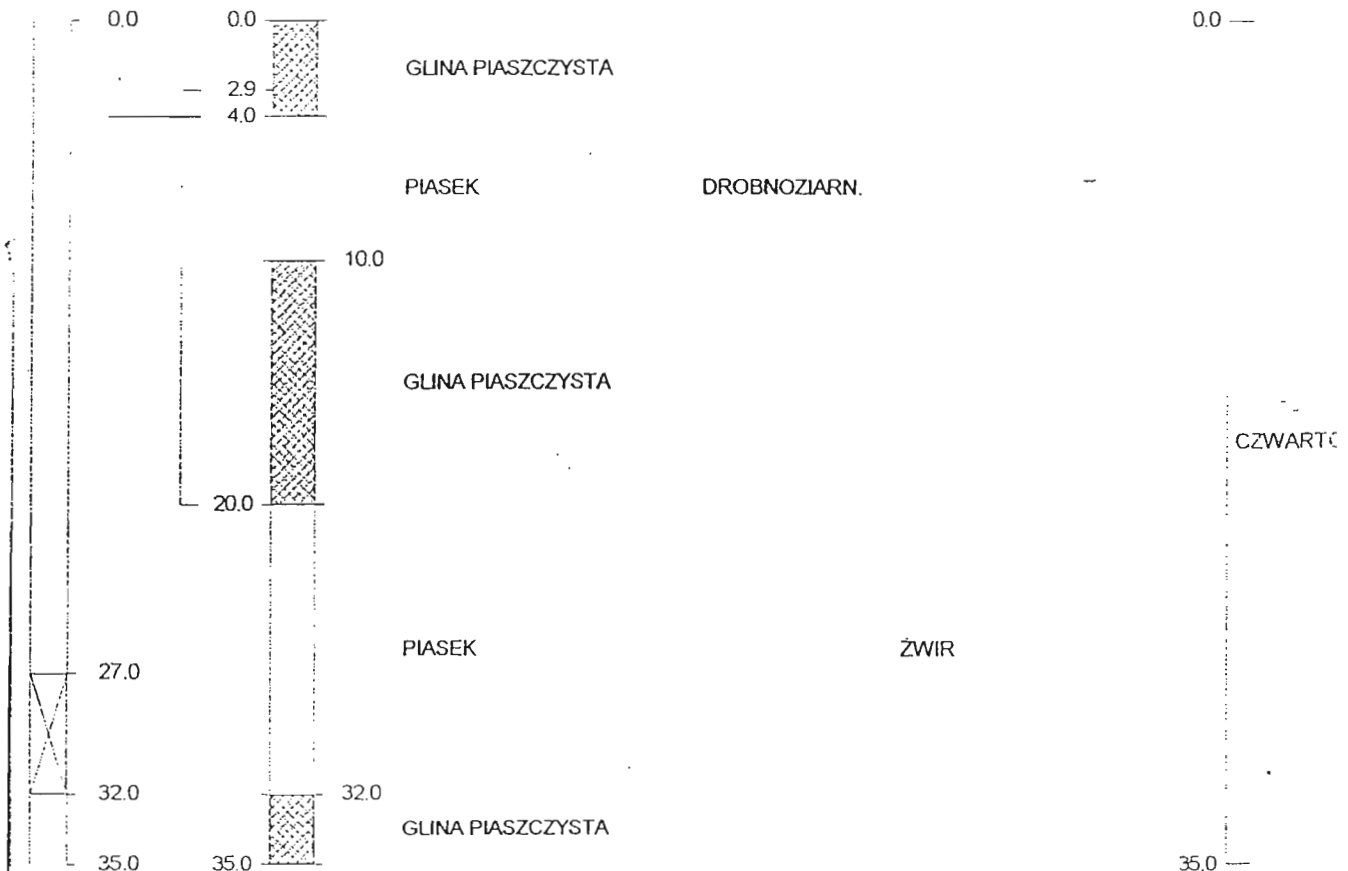 0.0 0.0 0.0
GLINA PIASZCZYSTA
2.9
4.0
PIASEK DROBNOZIARN.
10.0
GLINA PIASZCZYSTA
CZWARTO
20.0
PIASEK ŻWIR
27.0
32.0 32.0
GLINA PIASZCZYSTA
35.0 35.0 35.0